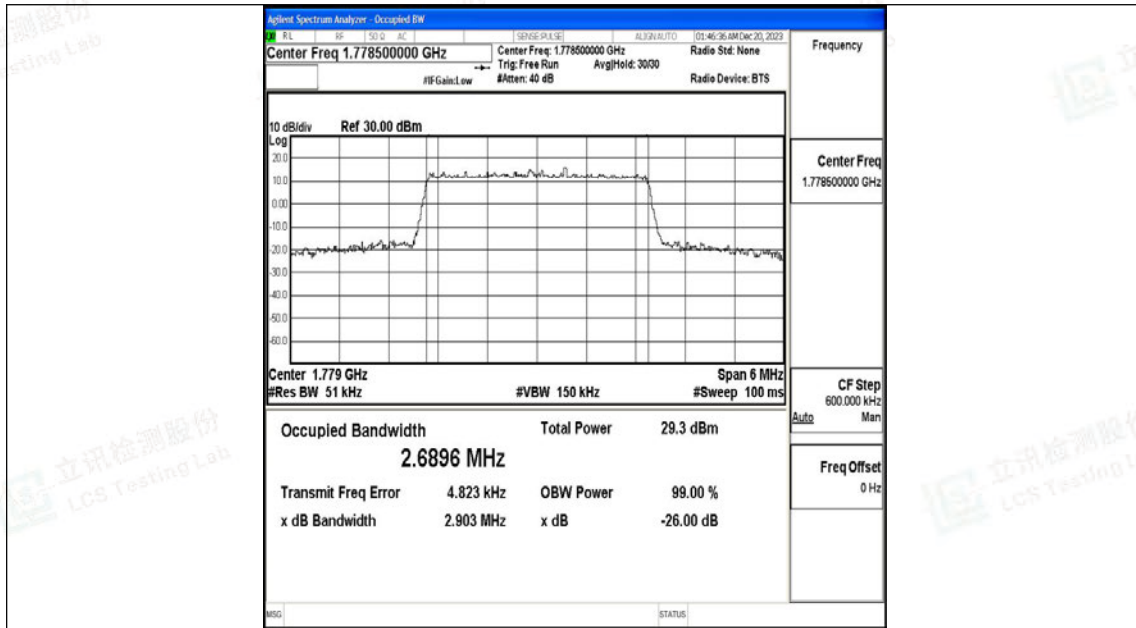 Agilent Spectrum Analyzer - Occupied BW
RL RF 50 Ω AC SENSE:PULSE ALIGNAUTO 01:46:36 AM Dec 20, 2023
Center Freq 1.778500000 GHz
Center Freq: 1.778500000 GHz
Radio Std: None
Trig: Free Run Avg|Hold: 30/30
#IFGain:Low
#Atten: 40 dB
Radio Device: BTS
10 dB/div Ref 30.00 dBm
Log
20.0
10.0
0.00
-10.0
-20.0
-30.0
-40.0
-50.0
-60.0
Center 1.779 GHz
Span 6 MHz
#Res BW 51 kHz
#VBW 150 kHz
#Sweep 100 ms
Occupied Bandwidth
Total Power 29.3 dBm
2.6896 MHz
Transmit Freq Error 4.823 kHz
OBW Power 99.00 %
x dB Bandwidth 2.903 MHz
x dB -26.00 dB
MSG
STATUS
Frequency
Center Freq
1.778500000 GHz
CF Step
600.000 kHz
Auto Man
Freq Offset
0 Hz
立讯检测股份
LCS Testing Lab